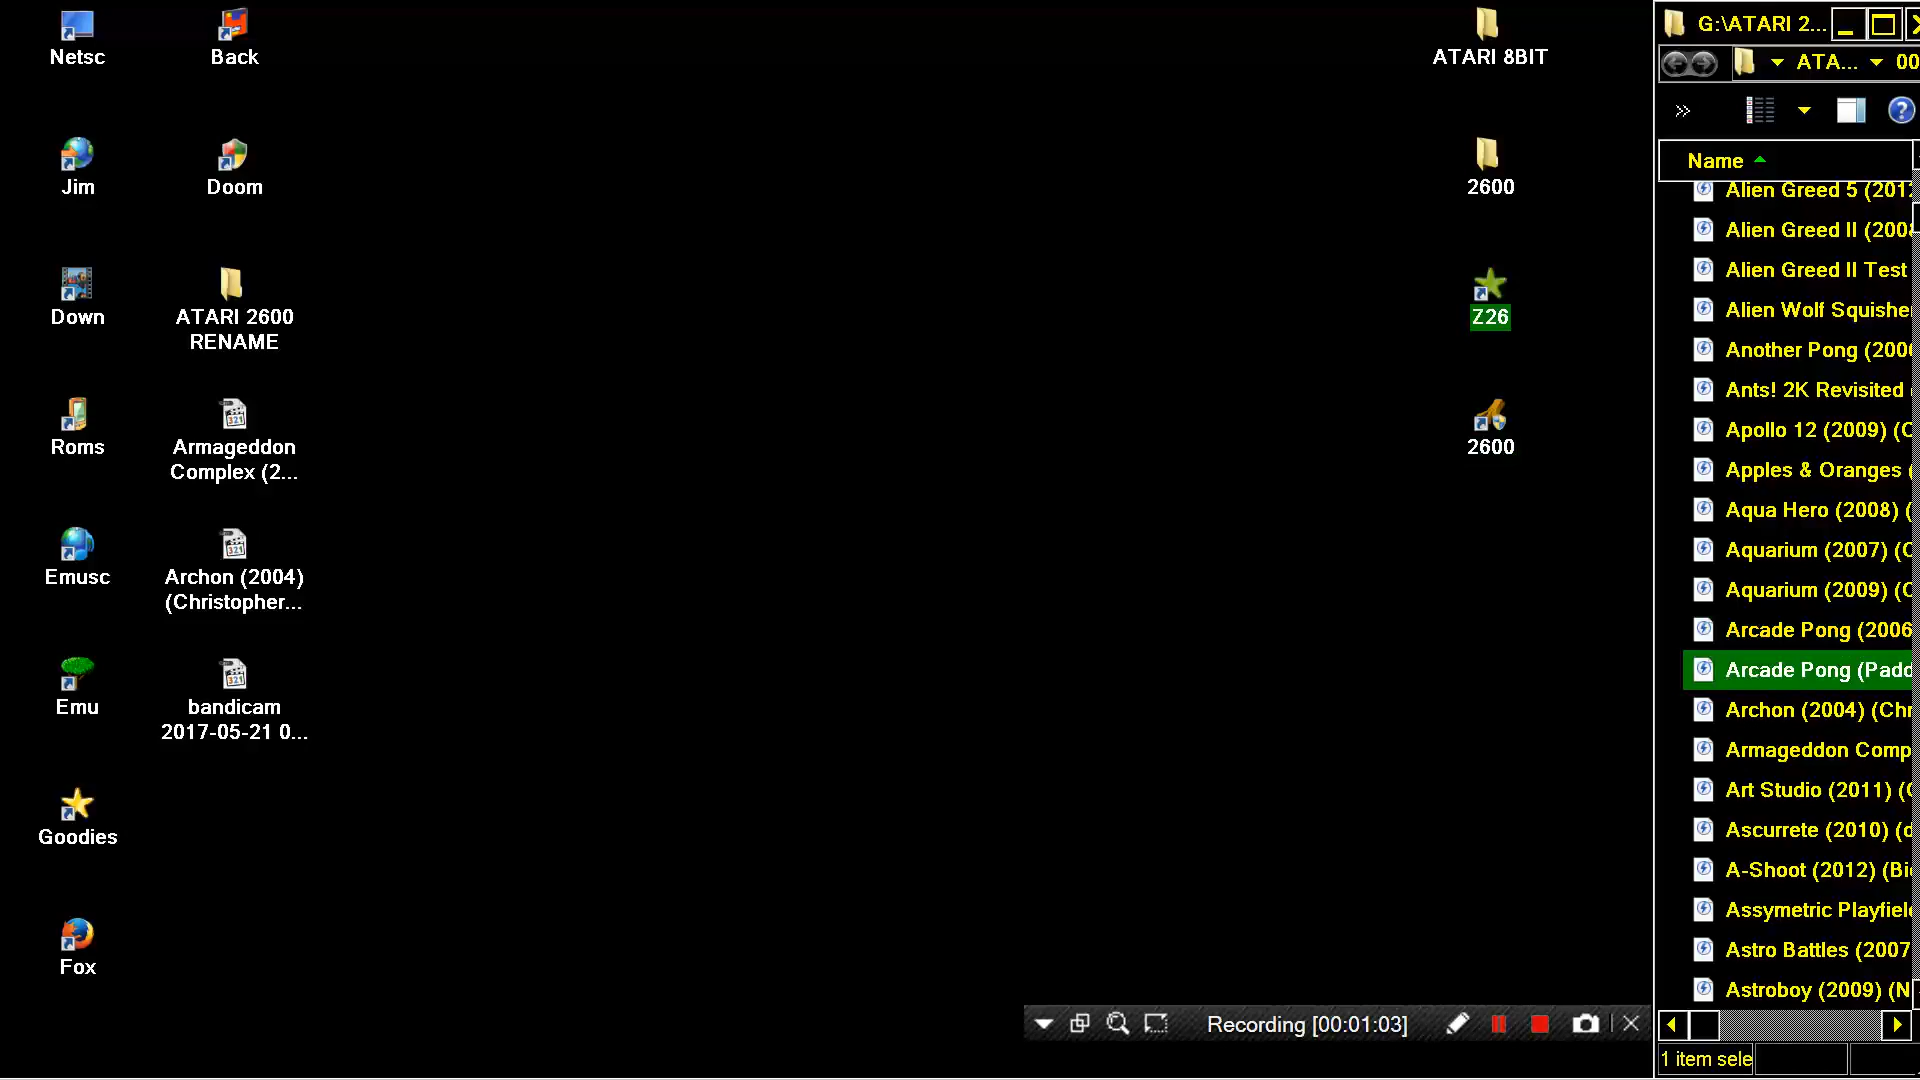 Netsc
Back
Jim
Doom
Down
ATARI 2600
RENAME
Roms
Armageddon
Complex (2...
Emusc
Archon (2004)
(Christopher...
Emu
bandicam
2017-05-21 0...
Goodies
Fox
ATARI 8BIT
2600
Z26
2600
Recording [00:01:03]
G:\ATARI 2...
ATA...
00
Name
Alien Greed 5 (2012
Alien Greed II (2008
Alien Greed II Test
Alien Wolf Squishe
Another Pong (2006
Ants! 2K Revisited
Apollo 12 (2009) (C
Apples & Oranges (
Aqua Hero (2008) (
Aquarium (2007) (C
Aquarium (2009) (C
Arcade Pong (2006
Arcade Pong (Padd
Archon (2004) (Chr
Armageddon Comp
Art Studio (2011) (
Ascurrete (2010) (c
A-Shoot (2012) (Bi
Assymetric Playfiel
Astro Battles (2007
Astroboy (2009) (N
1 item sele